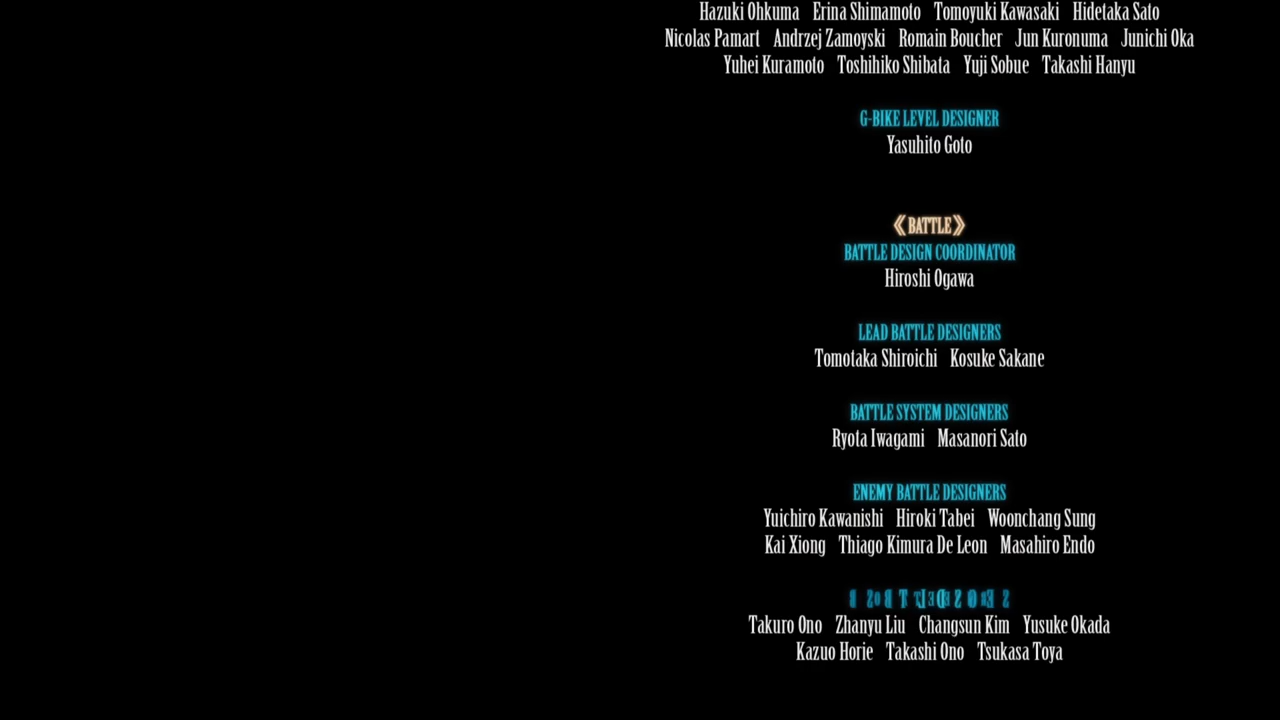 Hazuki Ohkuma Erina Shimamoto Tomoyuki Kawasaki Hidetaka Sato
Nicolas Pamart Andrzej Zamoyski Romain Boucher Jun Kuronuma Junichi Oka
Yuhei Kuramoto Toshihiko Shibata Yuji Sobue Takashi Hanyu
G-BIKE LEVEL DESIGNER
Yasuhito Goto
《BATTLE》
BATTLE DESIGN COORDINATOR
Hiroshi Ogawa
LEAD BATTLE DESIGNERS
Tomotaka Shiroichi Kosuke Sakane
BATTLE SYSTEM DESIGNERS
Ryota Iwagami Masanori Sato
ENEMY BATTLE DESIGNERS
Yuichiro Kawanishi Hiroki Tabei Woonchang Sung
Kai Xiong Thiago Kimura De Leon Masahiro Endo
Takuro Ono Zhanyu Liu Changsun Kim Yusuke Okada
Kazuo Horie Takashi Ono Tsukasa Toya